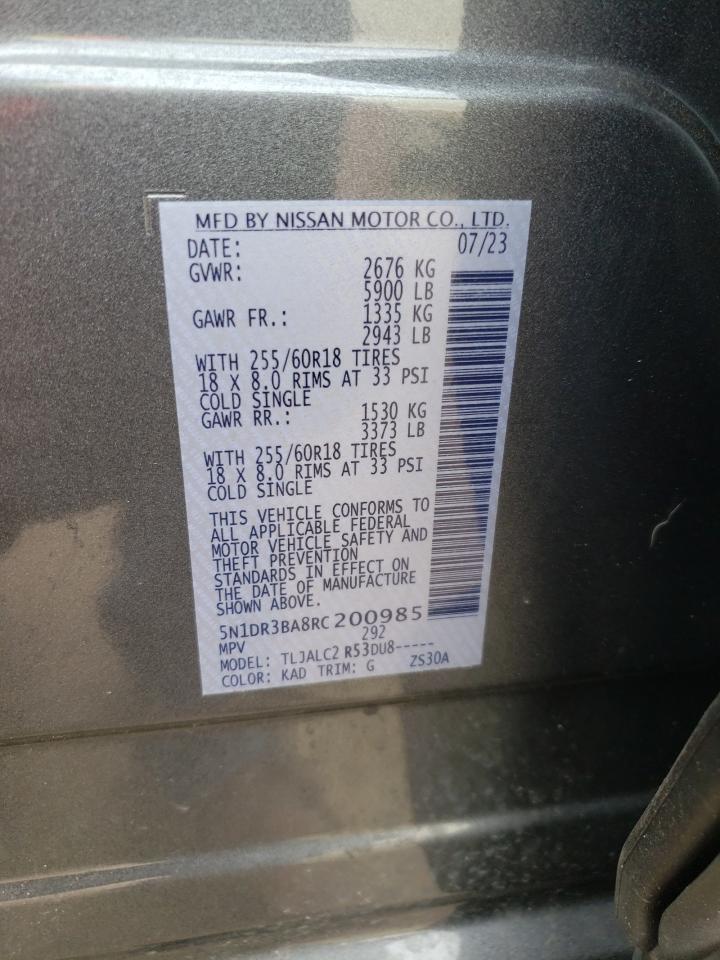 MFD BY NISSAN MOTOR CO., LTD.
DATE: 07/23
GVWR: 2676 KG
5900 LB
GAWR FR.: 1335 KG
2943 LB
WITH 255/60R18 TIRES
18 X 8.0 RIMS AT 33 PSI
COLD SINGLE
GAWR RR.: 1530 KG
3373 LB
WITH 255/60R18 TIRES
18 X 8.0 RIMS AT 33 PSI
COLD SINGLE
THIS VEHICLE CONFORMS TO
ALL APPLICABLE FEDERAL
MOTOR VEHICLE SAFETY AND
THEFT PREVENTION
STANDARDS IN EFFECT ON
THE DATE OF MANUFACTURE
SHOWN ABOVE.
5N1DR3BA8RC200985
MPV 292
MODEL: TLJALC2 R53DU8-----
COLOR: KAD TRIM: G ZS30A